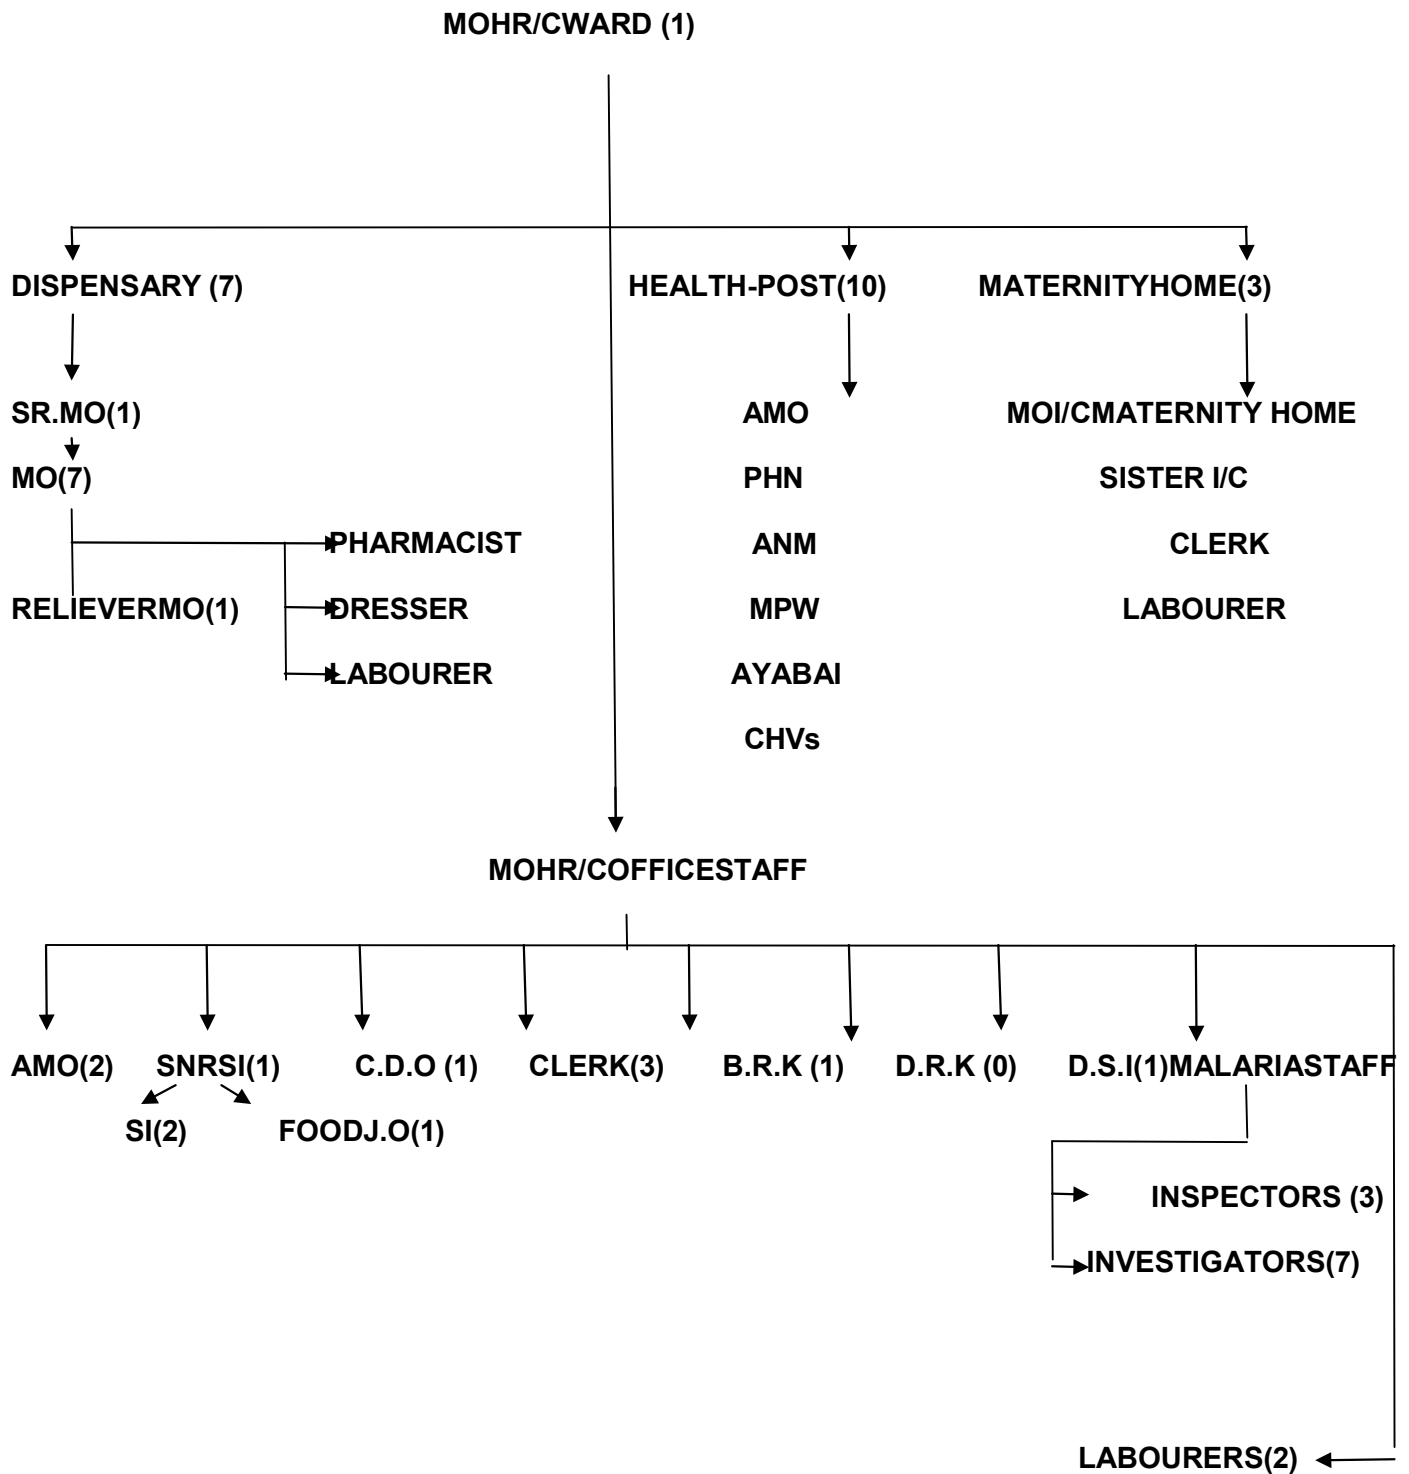 MOHR/CWARD (1)
DISPENSARY (7) HEALTH-POST(10) MATERNITYHOME(3)
SR.MO(1) AMO MOI/CMATERNITY HOME
MO(7) PHN SISTER I/C
PHARMACIST ANM CLERK
RELIEVERMO(1) DRESSER MPW LABOURER
LABOURER AYABAI
CHVs
MOHR/COFFICESTAFF
AMO(2) SNRSI(1) C.D.O (1) CLERK(3) B.R.K (1) D.R.K (0) D.S.I(1)MALARIASTAFF
SI(2) FOODJ.O(1)
INSPECTORS (3)
INVESTIGATORS(7)
LABOURERS(2)